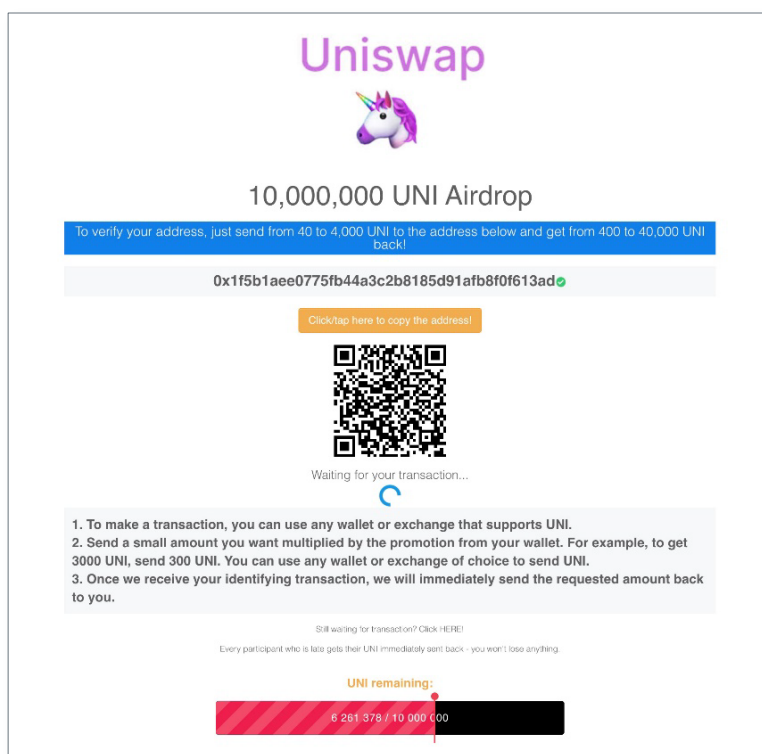 Uniswap
10,000,000 UNI Airdrop
To verify your address, just send from 40 to 4,000 UNI to the address below and get from 400 to 40,000 UNI
back!
0x1f5b1aee0775fb44a3c2b8185d91afb8f0f613ad
Click/tap here to copy the address!
Waiting for your transaction...
1. To make a transaction, you can use any wallet or exchange that supports UNI.
2. Send a small amount you want multiplied by the promotion from your wallet. For example, to get
3000 UNI, send 300 UNI. You can use any wallet or exchange of choice to send UNI.
3. Once we receive your identifying transaction, we will immediately send the requested amount back
to you.
Still waiting for transaction? Click HERE!
Every participant who is late gets their UNI immediately sent back - you won't lose anything.
UNI remaining:
6 261 378 / 10 000 000